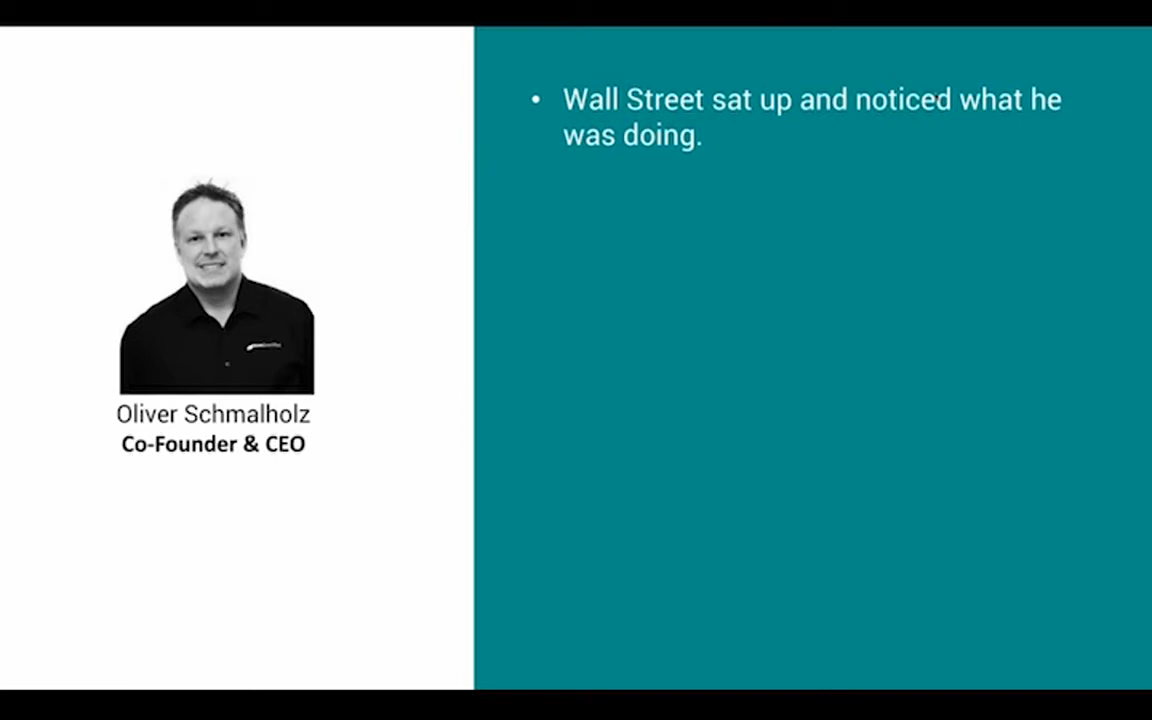 • Wall Street sat up and noticed what he
was doing.
Oliver Schmalholz
Co-Founder & CEO